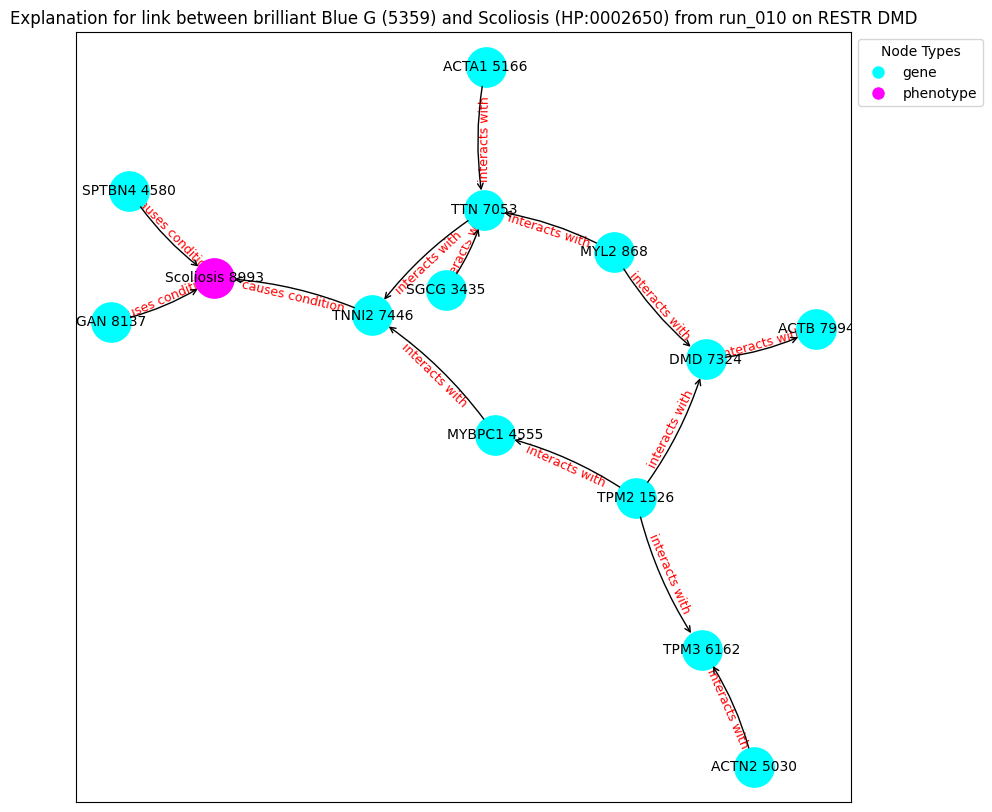 Explanation for link between brilliant Blue G (5359) and Scoliosis (HP:0002650) from run_010 on RESTR DMD
Node Types
gene
phenotype
ACTA1 5166
interacts with
SPTBN4 4580
causes condition
TTN 7053
interacts with
MYL2 868
interacts with
interacts with
Scoliosis 8993
causes condition
SGCG 3435
interacts with
causes condition
GAN 8137
TNNI2 7446
interacts with
ACTB 7994
interacts with
DMD 7324
interacts with
interacts with
MYBPC1 4555
interacts with
TPM2 1526
interacts with
TPM3 6162
interacts with
ACTN2 5030